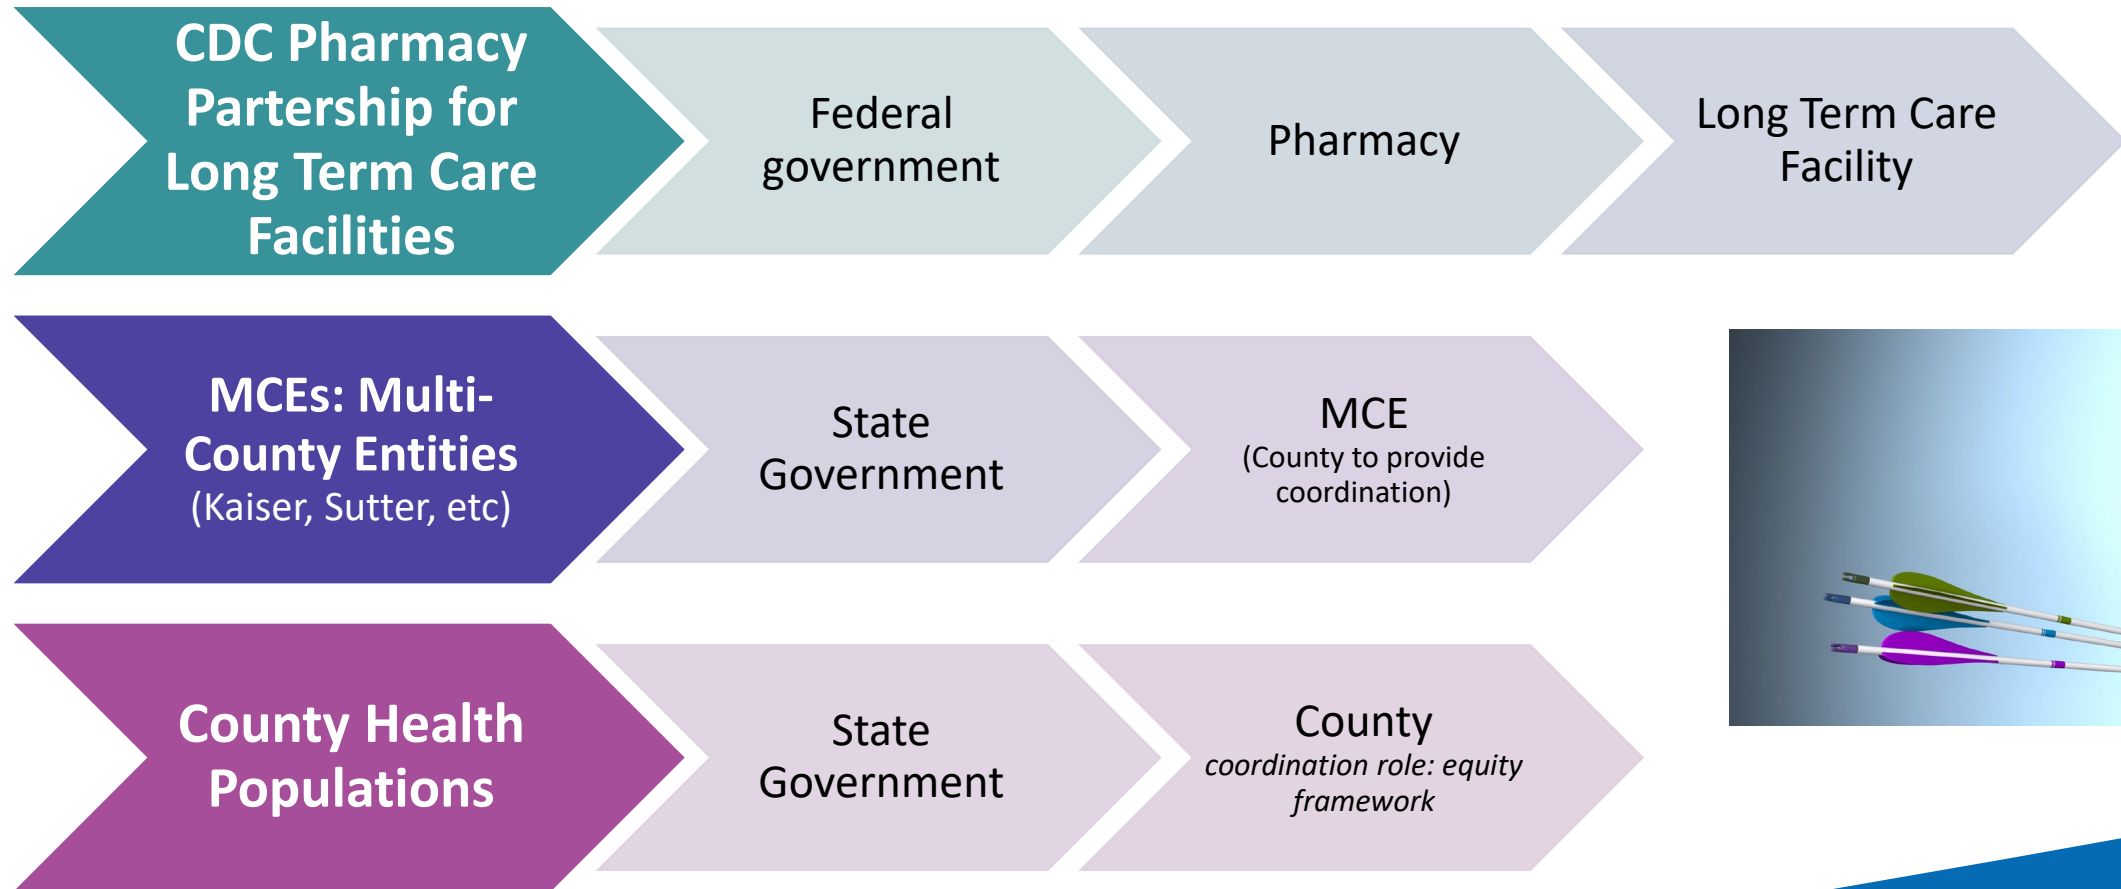 CDC Pharmacy
Partership for
Long Term Care
Facilities
Federal
government
Pharmacy
Long Term Care
Facility
MCEs: Multi-
County Entities
(Kaiser, Sutter, etc)
State
Government
MCE
(County to provide
coordination)
County Health
Populations
State
Government
County
coordination role: equity
framework